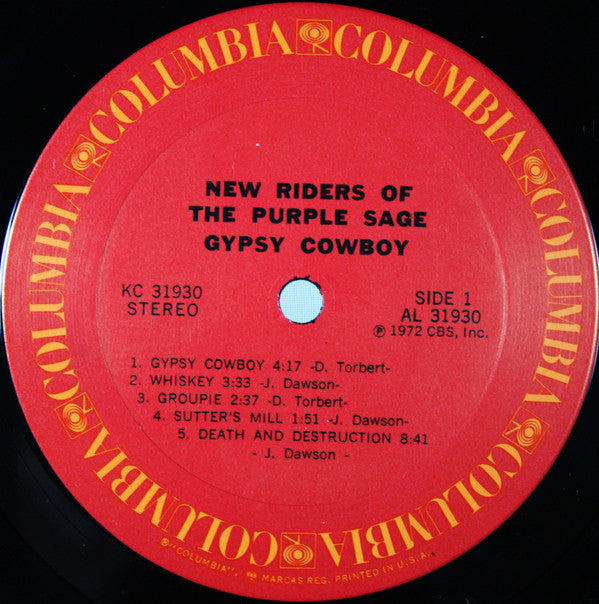 COLUMBIA COLUMBIA COLUMBIA COLUMBIA COLUMBIA COLUMBIA COLUMBIA
NEW RIDERS OF
THE PURPLE SAGE
GYPSY COWBOY
KC 31930
STEREO
SIDE 1
AL 31930
Ⓟ 1972 CBS, Inc.
1. GYPSY COWBOY 4:17 -D. Torbert-
2. WHISKEY 3:33 -J. Dawson-
3. GROUPIE 2:37 -D. Torbert-
4. SUTTER'S MILL 1:51 -J. Dawson-
5. DEATH AND DESTRUCTION 8:41
- J. Dawson -
®"COLUMBIA", MARCAS REG. PRINTED IN U.S.A.